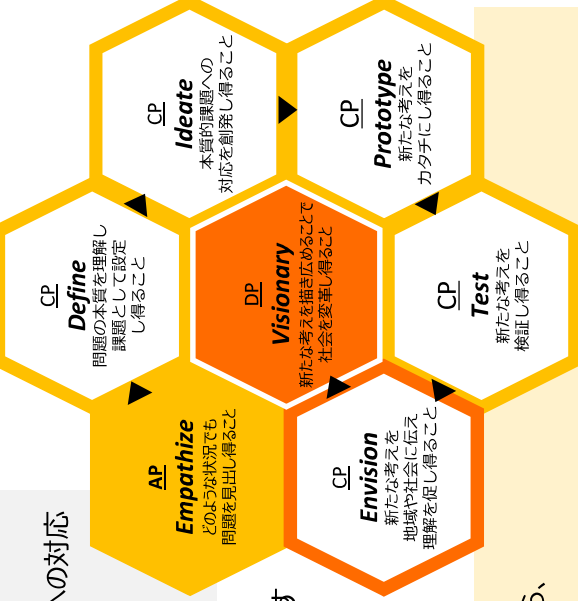 AP
Empathize
どのような状況でも
問題を見出し得ること
CP
Define
問題の本質を理解し
課題として設定
し得ること
CP
Ideate
本質的課題への
対応を創発し得ること
CP
Prototype
新たな考えを
カタチにし得ること
CP
Test
新たな考えを
検証し得ること
CP
Envision
新たな考えを
地域や社会に伝え
理解を促し得ること
DP
Visionary
新たな考えを描き広めることで
社会を変革し得ること
への対応
す
ら、